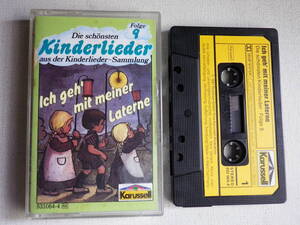 Folge 9
Die schönsten
Kinderlieder
aus der Kinderlieder-Sammlung
Ich geh'
mit meiner
Laterne
Karussell
Ich geh' mit meiner Laterne
Die schönsten Kinderlieder · Folge 9
STEREO
1
Karussell